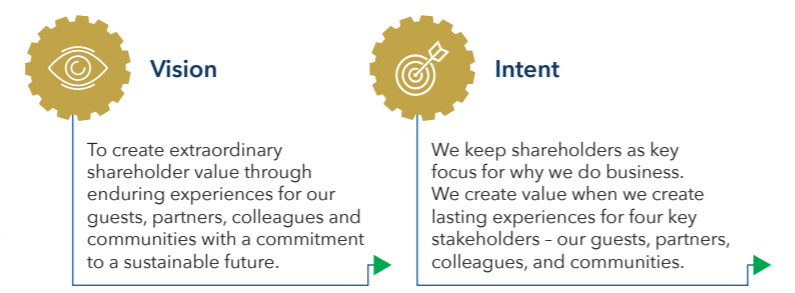 Vision
To create extraordinary
shareholder value through
enduring experiences for our
guests, partners, colleagues and
communities with a commitment
to a sustainable future.
Intent
We keep shareholders as key
focus for why we do business.
We create value when we create
lasting experiences for four key
stakeholders – our guests, partners,
colleagues, and communities.